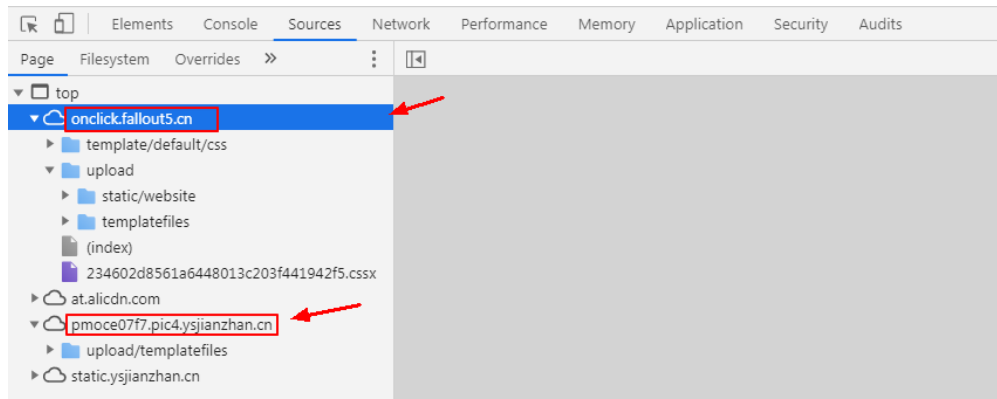 Elements Console Sources Network Performance Memory Application Security Audits
Page Filesystem Overrides »
top
onclick.fallout5.cn
template/default/css
upload
static/website
templatefiles
(index)
234602d8561a6448013c203f441942f5.cssx
at.alicdn.com
pmoce07f7.pic4.ysjianzhan.cn
upload/templatefiles
static.ysjianzhan.cn